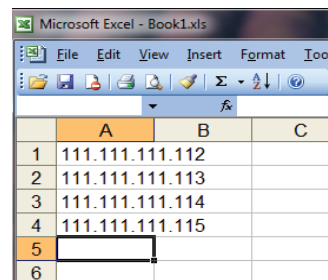 Microsoft Excel - Book1.xls
File Edit View Insert Format Too
Σ A Z fx
A B C
1 111.111.111.112
2 111.111.111.113
3 111.111.111.114
4 111.111.111.115
5
6